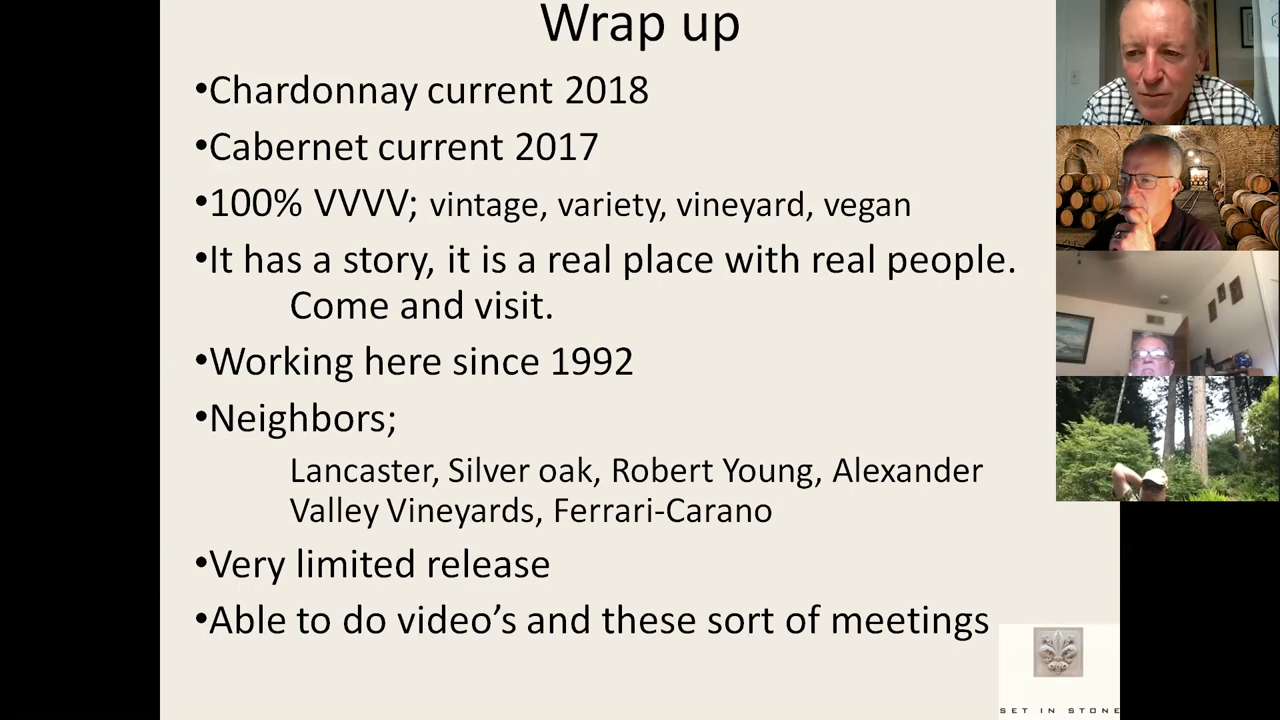 Wrap up
•Chardonnay current 2018
•Cabernet current 2017
•100% VVVV; vintage, variety, vineyard, vegan
•It has a story, it is a real place with real people.
Come and visit.
•Working here since 1992
•Neighbors;
Lancaster, Silver oak, Robert Young, Alexander
Valley Vineyards, Ferrari-Carano
•Very limited release
•Able to do video’s and these sort of meetings
SET IN STONE